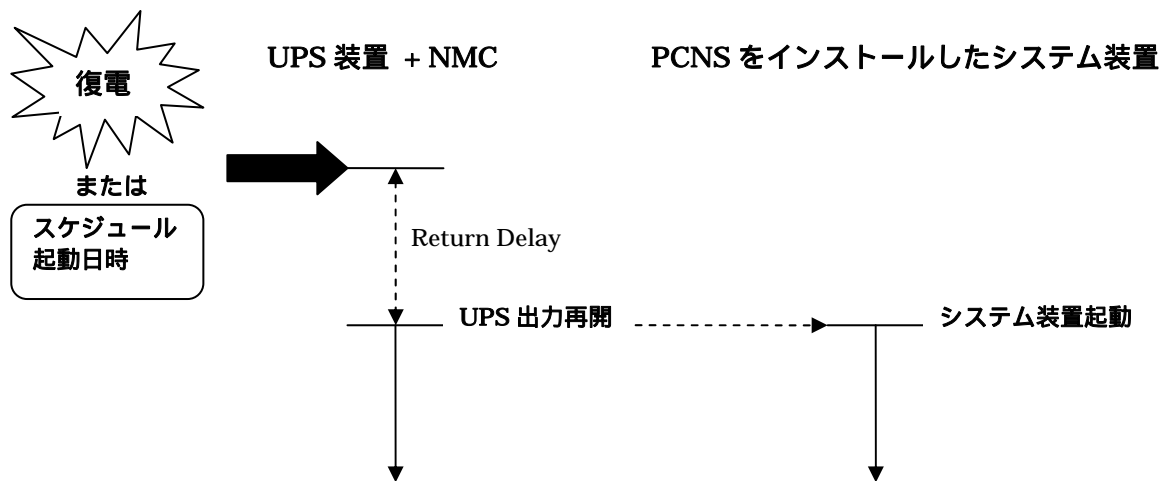 UPS 装置 + NMC
PCNS をインストールしたシステム装置
復電
または
スケジュール
起動日時
Return Delay
UPS 出力再開
システム装置起動